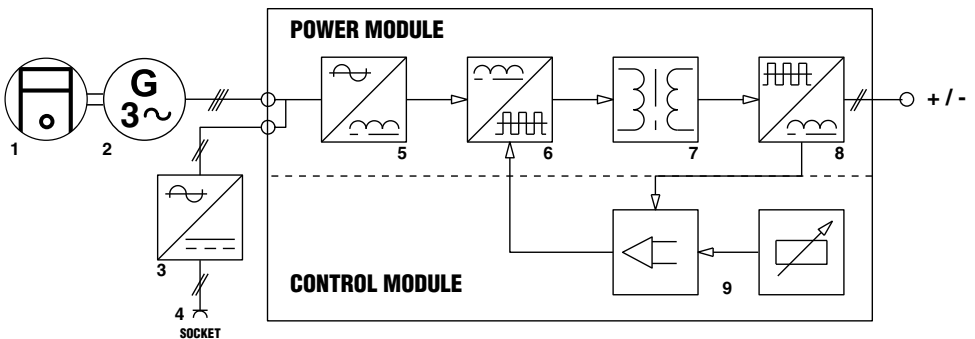 POWER MODULE
G
3~
+ / -
1
2
5
6
7
8
3
9
CONTROL MODULE
4
SOCKET